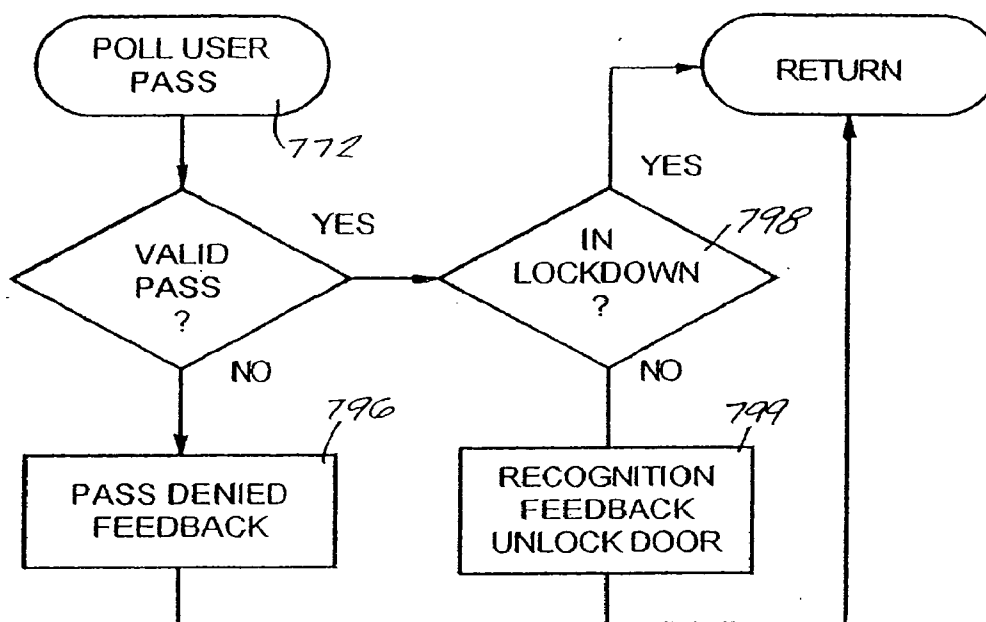 POLL USER
PASS
772
RETURN
VALID
PASS
?
YES
NO
IN
LOCKDOWN
?
798
YES
NO
796
PASS DENIED
FEEDBACK
799
RECOGNITION
FEEDBACK
UNLOCK DOOR